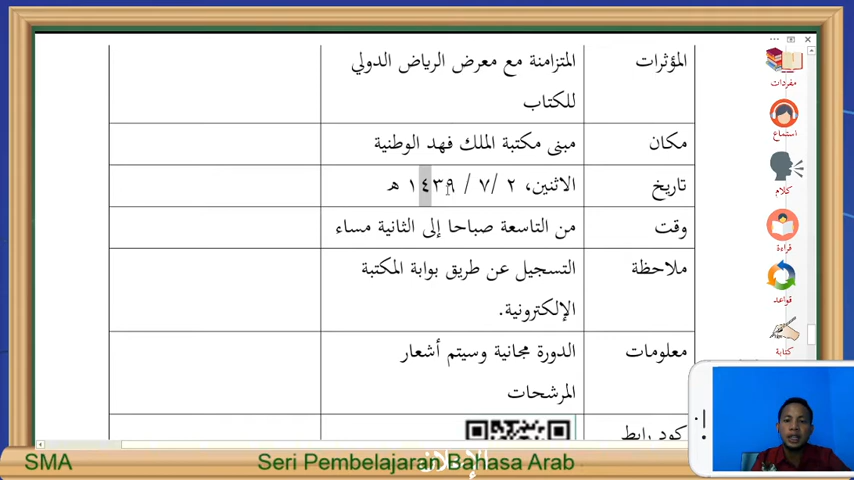 المؤثرات
المتزامنة مع معرض الرياض الدولي
للكتاب
مكان
مبنى مكتبة الملك فهد الوطنية
تاريخ
الاثنين، ٢ /٧ / ١٤٣٩ هـ
وقت
من التاسعة صباحا إلى الثانية مساء
ملاحظة
التسجيل عن طريق بوابة المكتبة
الإلكترونية.
معلومات
الدورة مجانية وسيتم أشعار
المرشحات
كود رابط
مفردات
استماع
كلام
قراءة
قواعد
كتابة
SMA
Seri Pembelajaran Bahasa Arab
الإعلان